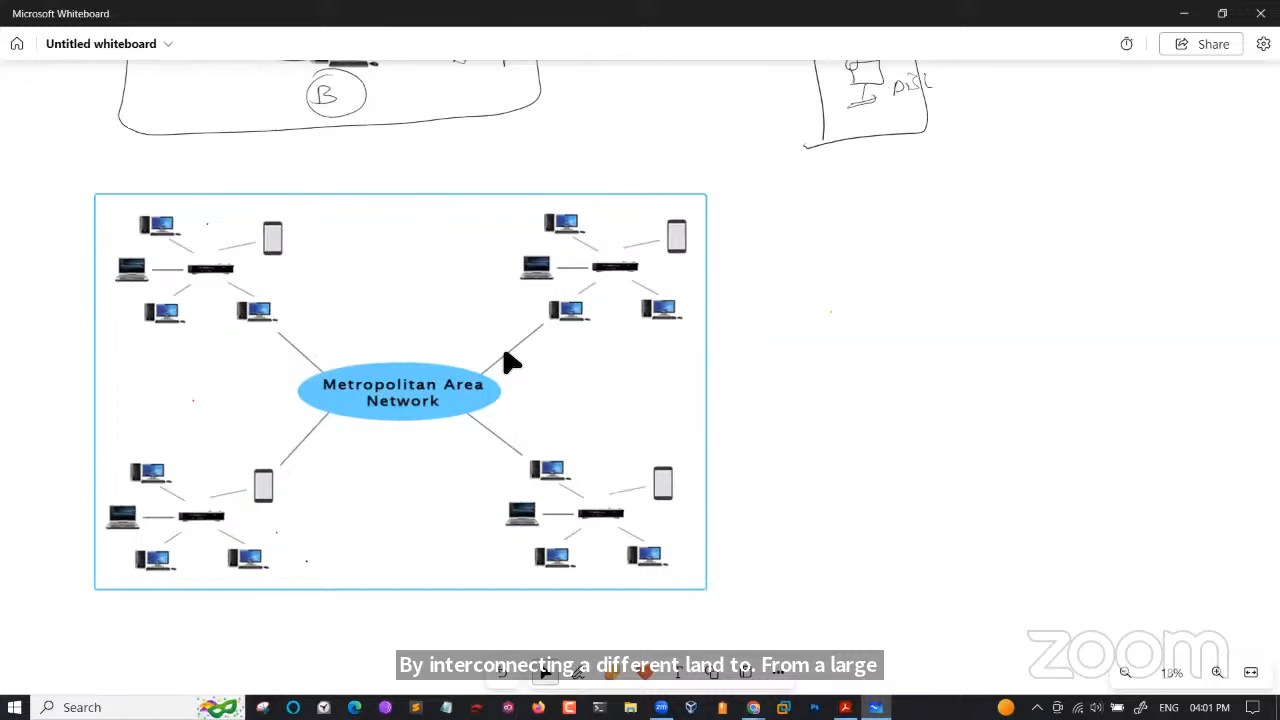 Microsoft Whiteboard
Untitled whiteboard
Share
B
Metropolitan Area
Network
zoom
By interconnecting a different land to. From a large
Search
ENG
04:01 PM